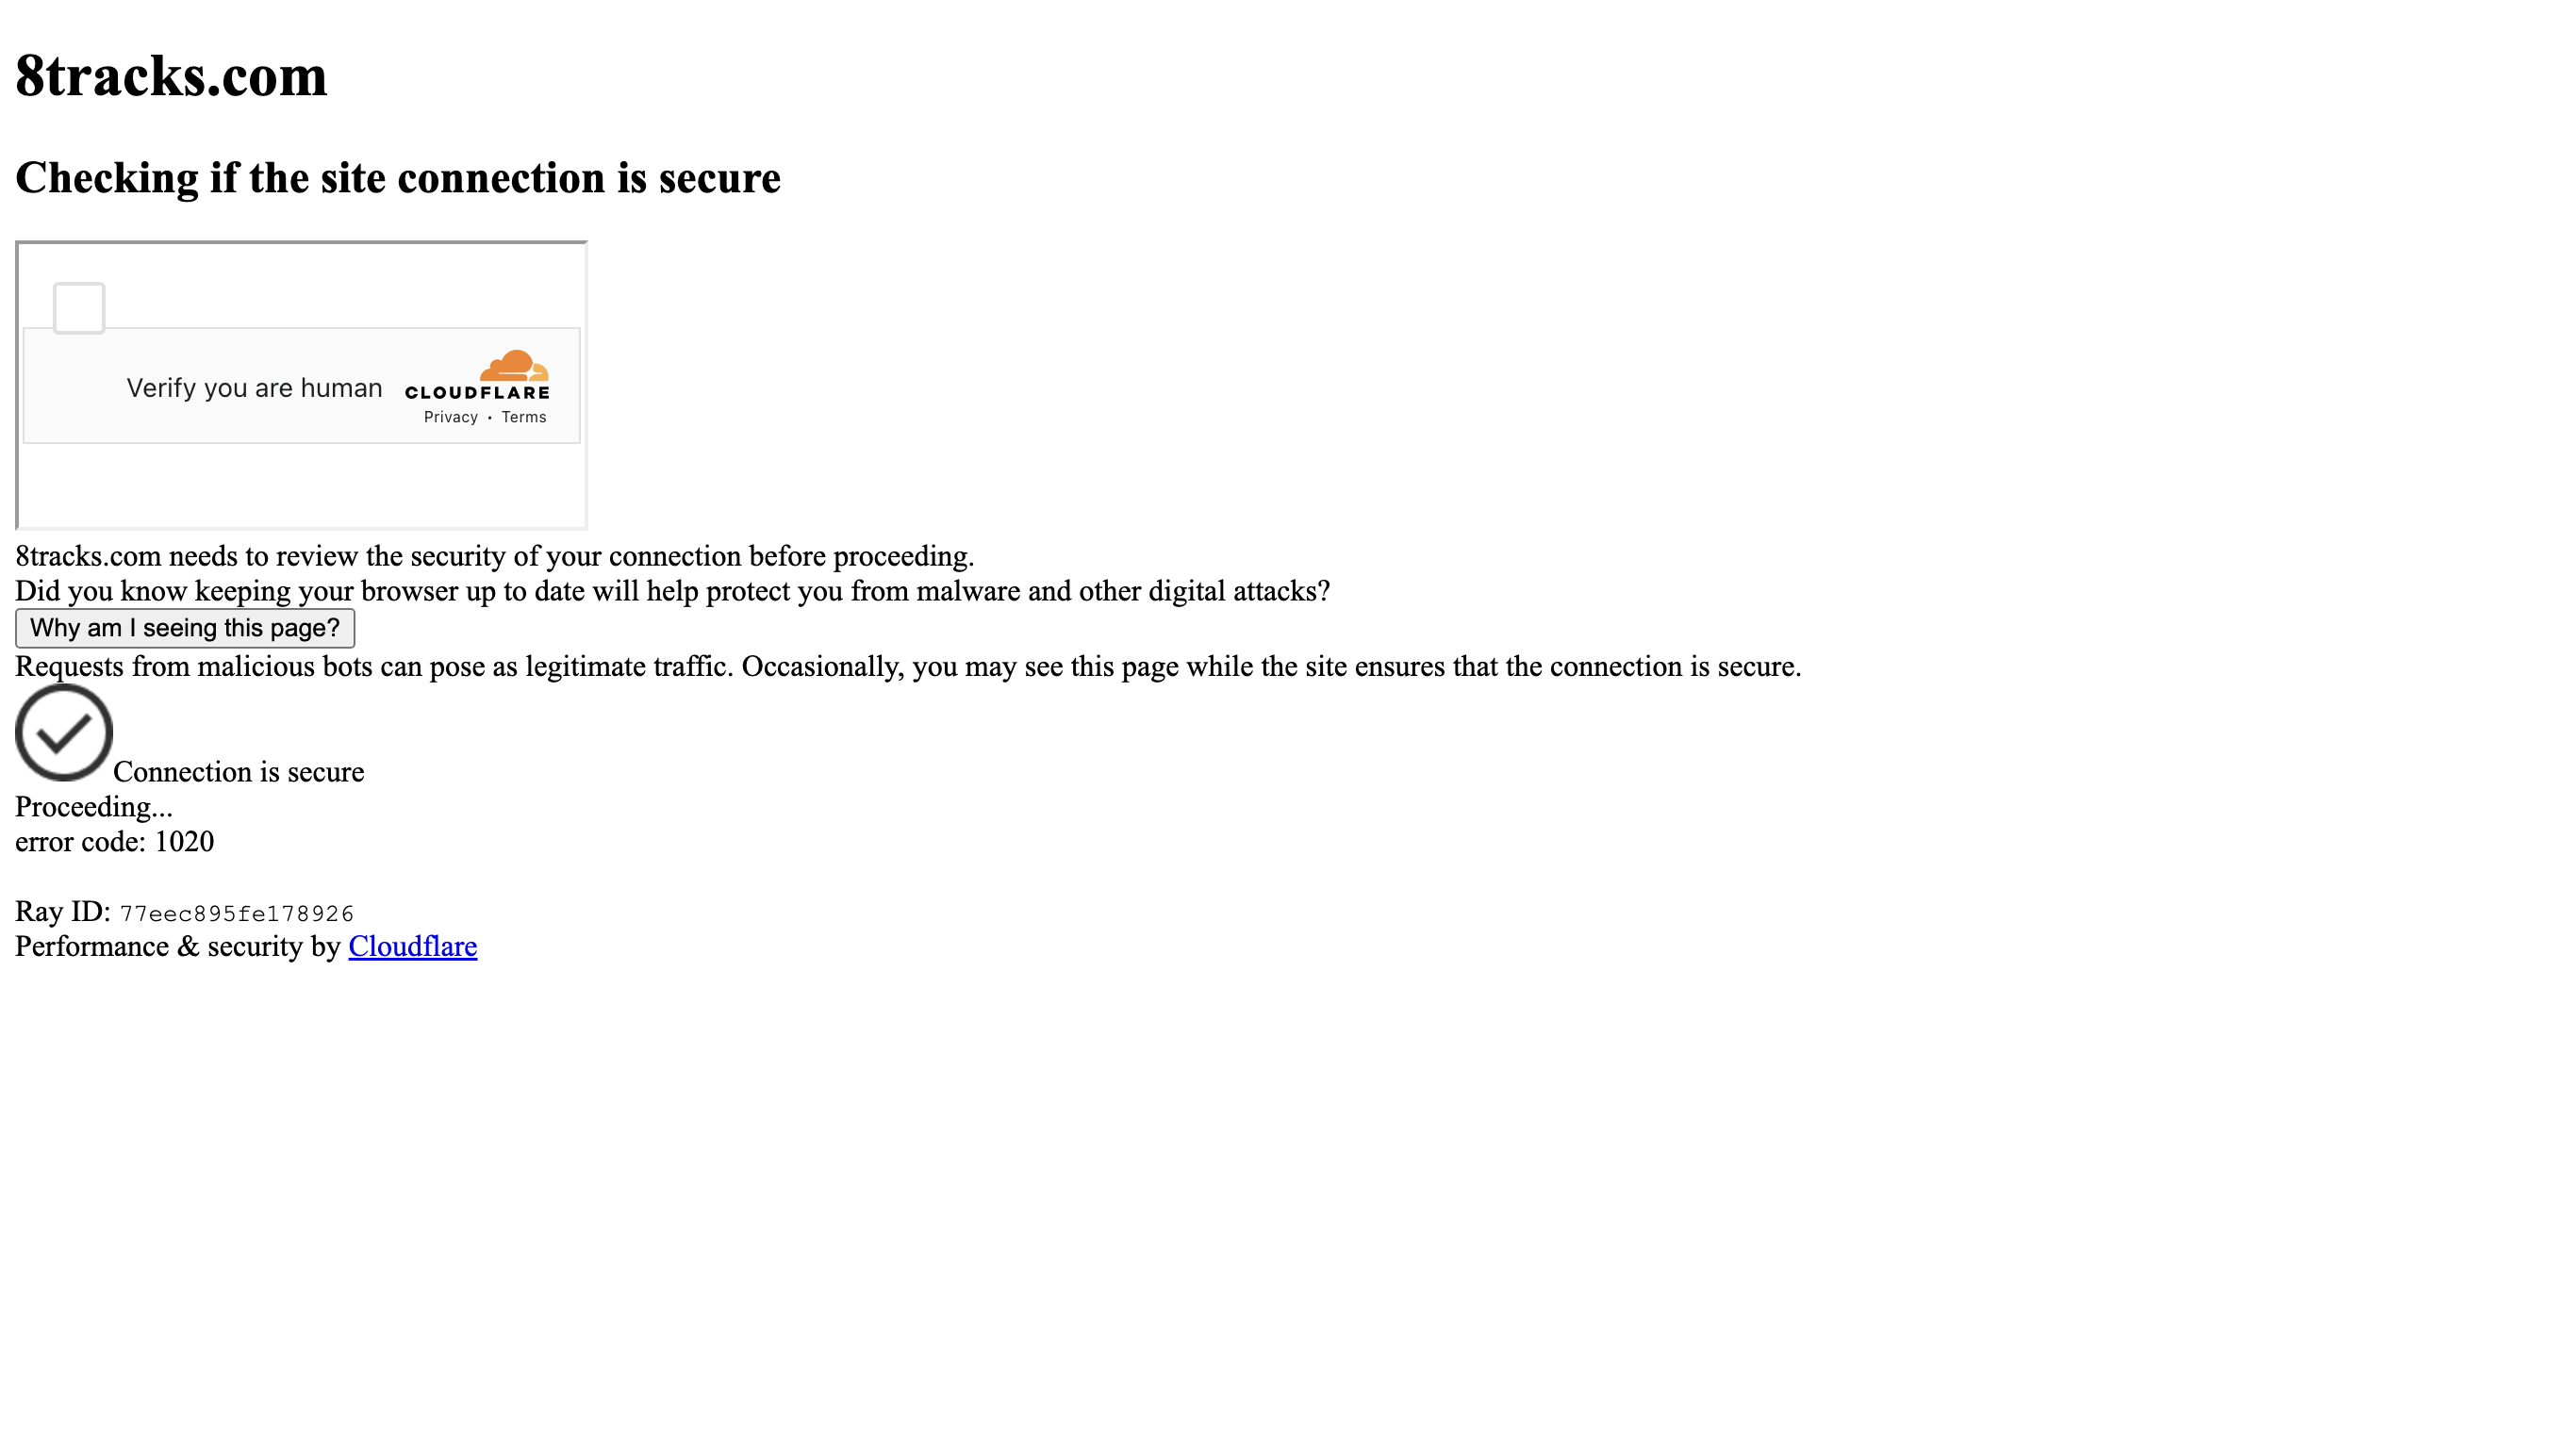 8tracks.com
Checking if the site connection is secure
Verify you are human
CLOUDFLARE
Privacy • Terms
8tracks.com needs to review the security of your connection before proceeding.
Did you know keeping your browser up to date will help protect you from malware and other digital attacks?
Why am I seeing this page?
Requests from malicious bots can pose as legitimate traffic. Occasionally, you may see this page while the site ensures that the connection is secure.
Connection is secure
Proceeding...
error code: 1020
Ray ID: 77eec895fe178926
Performance & security by Cloudflare